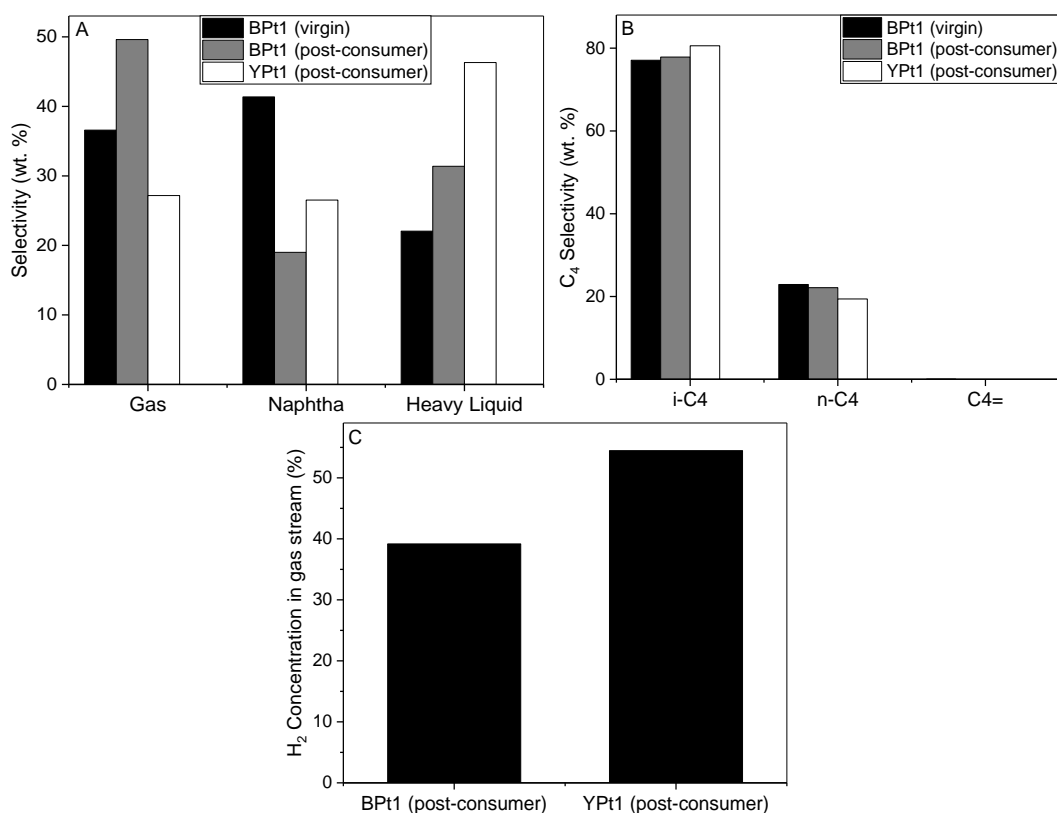 A
BPt1 (virgin)
BPt1 (post-consumer)
YPt1 (post-consumer)
Selectivity (wt. %)
50
40
30
20
10
0
Gas Naphtha Heavy Liquid
B
BPt1 (virgin)
BPt1 (post-consumer)
YPt1 (post-consumer)
C4 Selectivity (wt. %)
80
60
40
20
0
i-C4 n-C4 C4=
C
H2 Concentration in gas stream (%)
50
40
30
20
10
0
BPt1 (post-consumer) YPt1 (post-consumer)